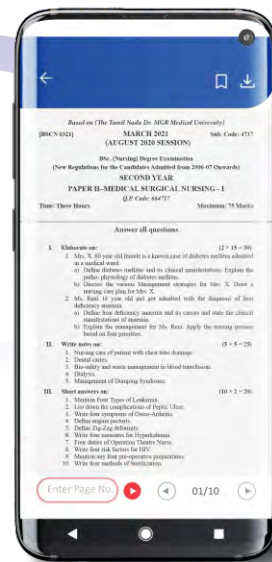 Based on (The Tamil Nadu Dr. MGR Medical University)
[BSCN 0321] MARCH 2021 Sub. Code: 4717
(AUGUST 2020 SESSION)
BSc. (Nursing) Degree Examination
(New Regulations for the Candidates Admitted from 2006-07 Onwards)
SECOND YEAR
PAPER II–MEDICAL SURGICAL NURSING - I
Q.P. Code: 664717
Time: Three Hours Maximum: 75 Marks
Answer all questions
I. Elaborate on: (2 × 15 = 30)
1. Mrs. X, 60 year old female is a known case of diabetes mellitus admitted
in a medical ward.
a) Define diabetes mellitus and its clinical manifestations. Explain the
patho-physiology of diabetes mellitus.
b) Discuss the various Management strategies for Mrs. X. Draw a
nursing care plan for Mrs. X.
2. Ms. Reni 18 year old girl got admitted with the diagnosis of Iron
deficiency anaemia.
a) Define Iron deficiency anaemia and its causes and state the clinical
manifestations of anaemia.
b) Explain the management for Ms. Reni. Apply the nursing process
based on four priorities.
II. Write notes on: (5 × 5 = 25)
1. Nursing care of patient with chest tube drainage.
2. Dental caries.
3. Bio-safety and waste management in blood transfusion.
4. Dialysis.
5. Management of Dumping Syndrome.
III. Short answers on: (10 × 2 = 20)
1. Mention Four Types of Leukemia.
2. List down the complications of Peptic Ulcer.
3. Write four symptoms of Osteo-Arthritis.
4. Define septum pectoris.
5. Define Zig-Zag deformity.
6. Write four measures for Hyperkalemia.
7. Four duties of Operation Theatre Nurse.
8. Write four risk factors for HIV.
9. Mention any four pre-operative preparations
10. Write four methods of Sterilization.
Enter Page No
01/10